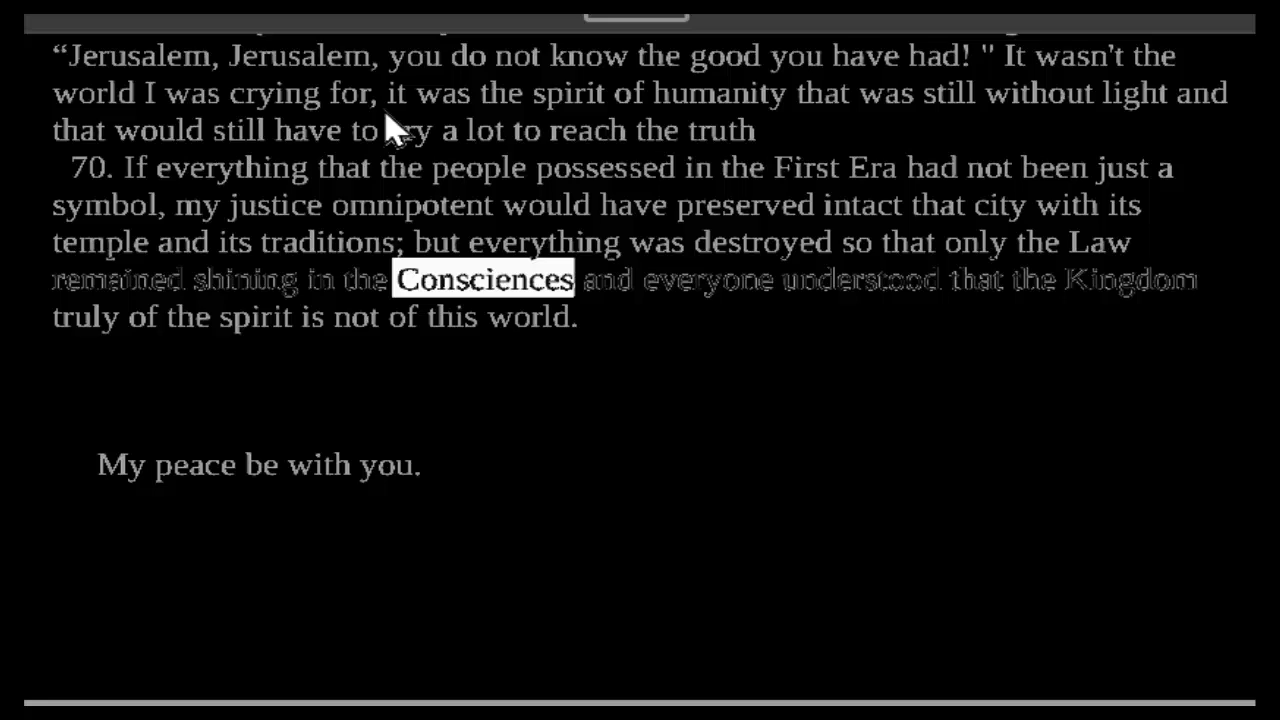 “Jerusalem, Jerusalem, you do not know the good you have had! " It wasn't the
world I was crying for, it was the spirit of humanity that was still without light and
that would still have to a lot to reach the truth
70. If everything that the people possessed in the First Era had not been just a
symbol, my justice omnipotent would have preserved intact that city with its
temple and its traditions; but everything was destroyed so that only the Law
remained shining in the Consciences and everyone understood that the Kingdom
truly of the spirit is not of this world.
My peace be with you.